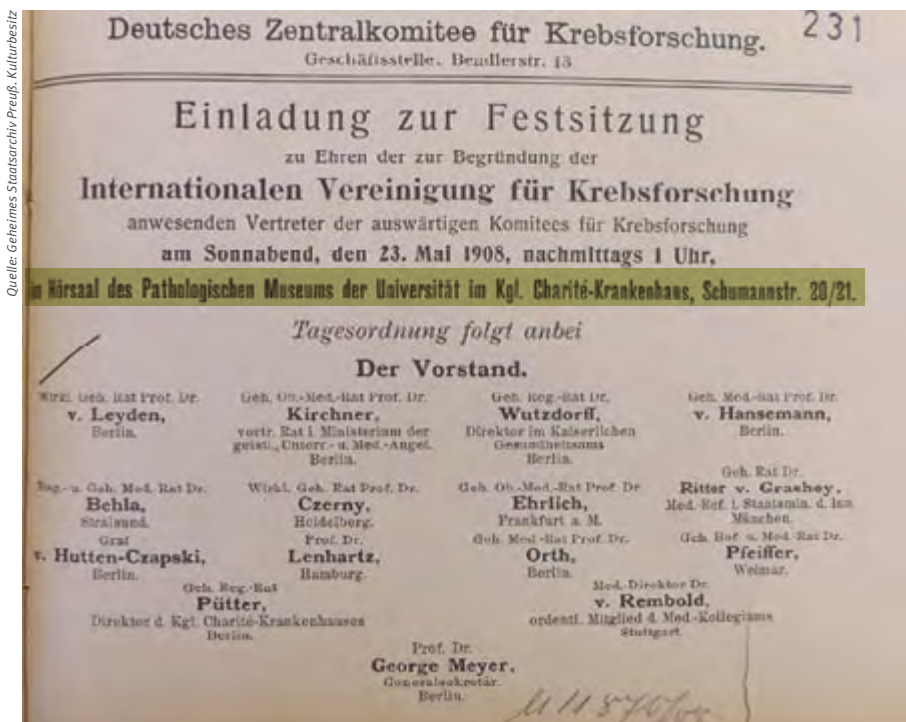 Quelle: Geheimes Staatsarchiv Preuß. Kulturbesitz
Deutsches Zentralkomitee für Krebsforschung.
231
Geschäftsstelle. Bendlerstr. 13
Einladung zur Festsitzung
zu Ehren der zur Begründung der
Internationalen Vereinigung für Krebsforschung
anwesenden Vertreter der auswärtigen Komitees für Krebsforschung
am Sonnabend, den 23. Mai 1908, nachmittags 1 Uhr,
Hörsaal des Pathologischen Museums der Universität im Kgl. Charité-Krankenhaus, Schumannstr. 20/21.
Tagesordnung folgt anbei
Der Vorstand.
Wirkl. Geh. Rat Prof. Dr.
v. Leyden,
Berlin.
Geh. Ob.-Med.-Rat Prof. Dr.
Kirchner,
vortr. Rat i. Ministerium der
geistl., Unterr.- u. Med.-Angel.
Berlin.
Geh. Reg.-Rat Dr.
Wutzdorff,
Direktor im Kaiserlichen
Gesundheitsamt
Berlin.
Geh. Med.-Rat Prof. Dr.
v. Hansemann,
Berlin.
Reg.- u. Geh. Med. Rat Dr.
Behla,
Stralsund.
Wirkl. Geh. Rat Prof. Dr.
Czerny,
Heidelberg.
Geh. Ob.-Med.-Rat Prof Dr
Ehrlich,
Frankfurt a. M.
Geh. Rat Dr.
Ritter v. Grashey,
Med.-Ref. i. Staatsmin. d. Inn
München.
Graf
v. Hutten-Czapski,
Berlin.
Prof. Dr.
Lenhartz,
Hamburg.
Geh. Med.-Rat Prof. Dr.
Orth,
Berlin.
Geh. Hof- u. Med.-Rat Dr.
Pfeiffer,
Weimar.
Geh. Reg.-Rat
Pütter,
Direktor d. Kgl. Charité-Krankenhauses
Berlin.
Med.-Direktor Dr.
v. Rembold,
ordentl. Mitglied d. Med.-Kollegiums
Stuttgart.
Prof. Dr.
George Meyer,
Generalsekretär.
Berlin.